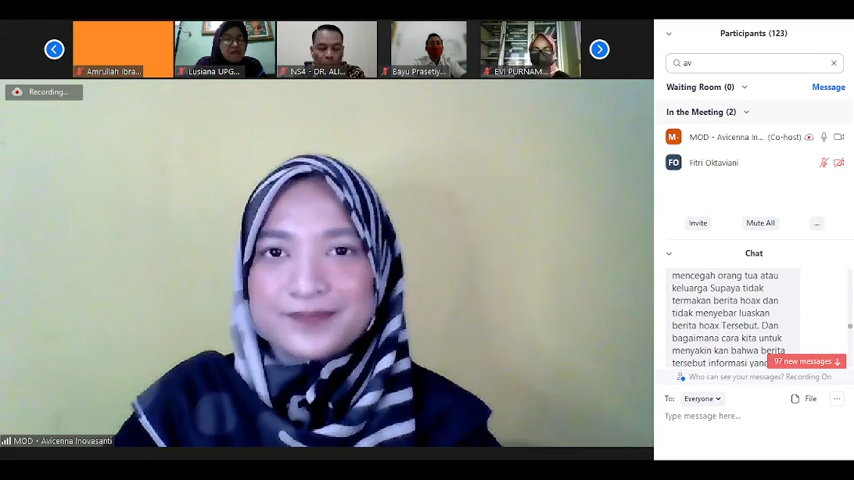 Amrullah Ibra...
Lusiana UPG...
NS4 - DR. ALI...
Bayu Prasetiy...
EVI PURNAM...
Recording...
MOD - Avicenna Inovasanti
Participants (123)
av
Waiting Room (0)
Message
In the Meeting (2)
M-
MOD - Avicenna In... (Co-host)
FO
Fitri Oktaviani
Invite
Mute All
...
Chat
mencegah orang tua atau
keluarga Supaya tidak
termakan berita hoax dan
tidak menyebar luaskan
berita hoax Tersebut. Dan
bagaimana cara kita untuk
menyakin kan bahwa berita
tersebut informasi yang
97 new messages
Who can see your messages? Recording On
To:
Everyone
File
...
Type message here...